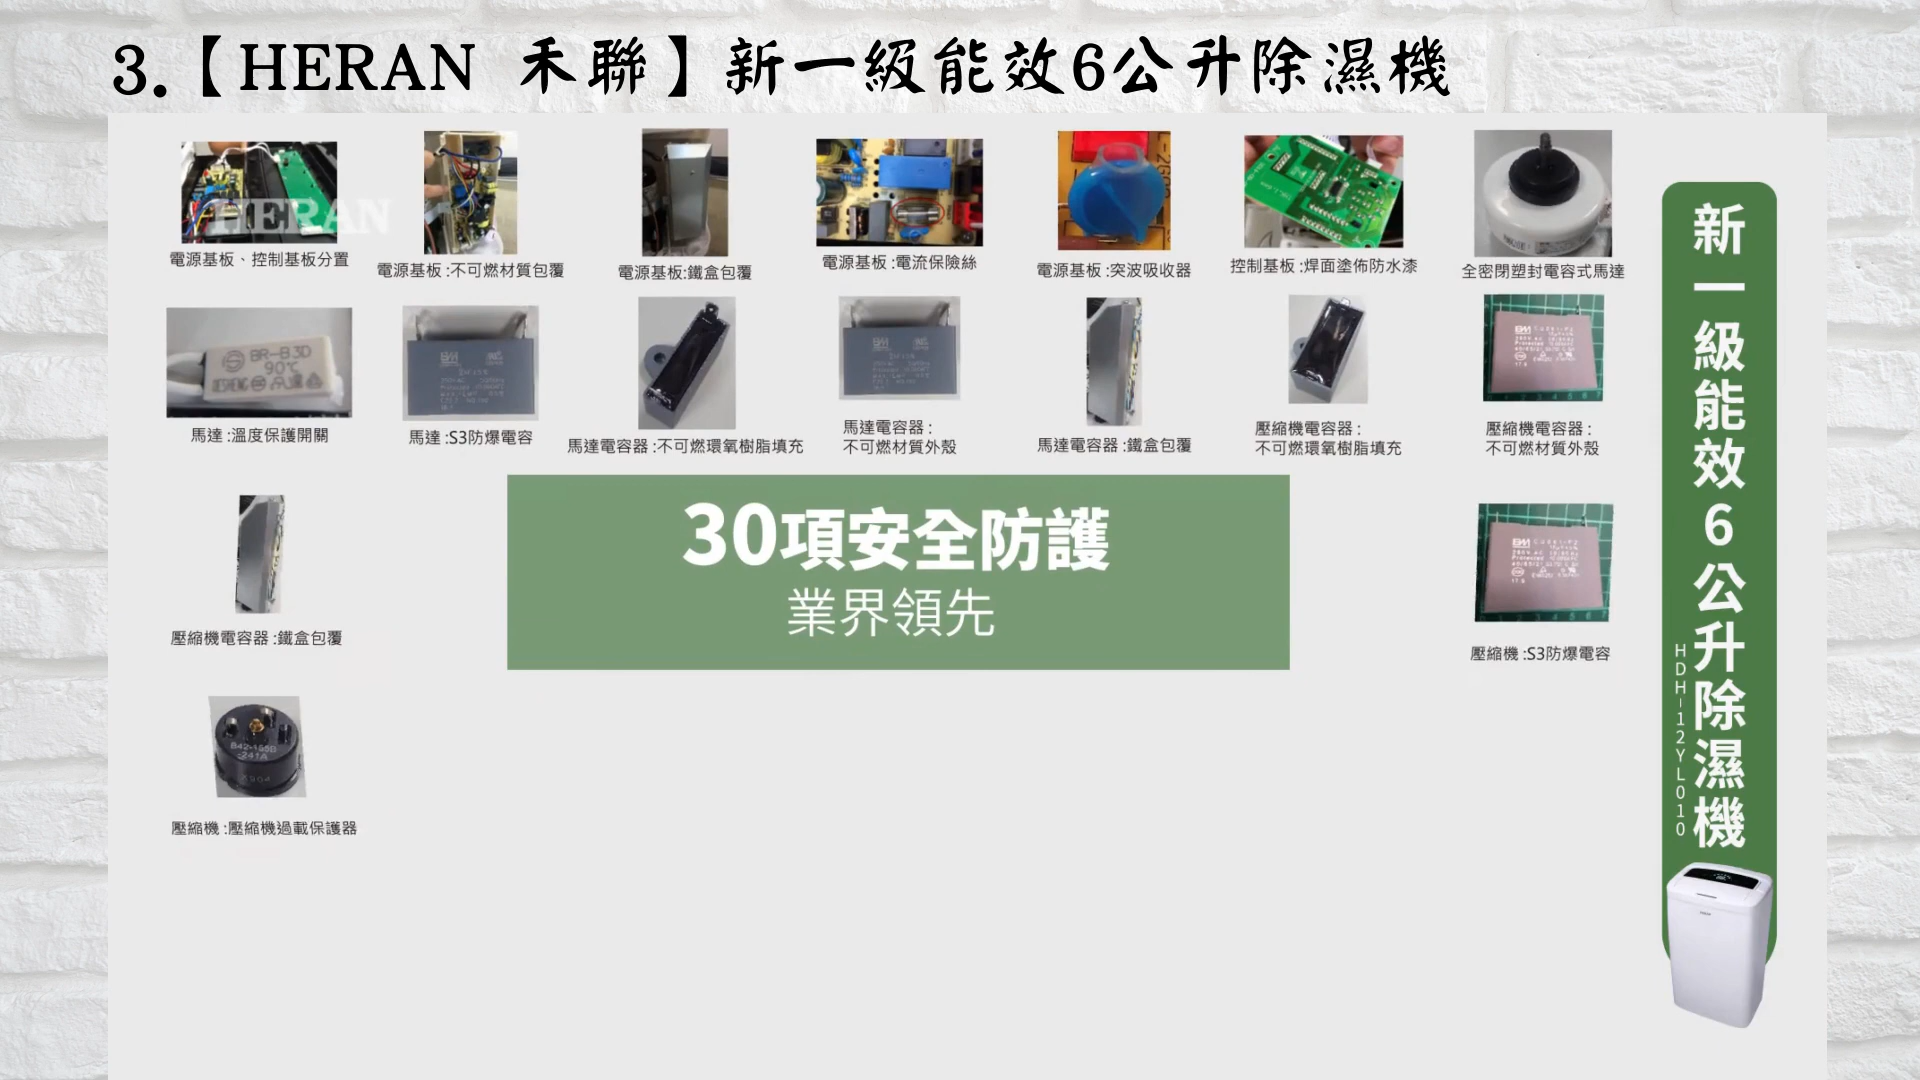 3.【HERAN 禾聯】新一級能效6公升除濕機
HERAN
電源基板、控制基板分置
電源基板:不可燃材質包覆
電源基板:鐵盒包覆
電源基板:電流保險絲
電源基板:突波吸收器
控制基板:焊面塗佈防水漆
全密閉塑封電容式馬達
BR-B3D
90℃
馬達:溫度保護開關
馬達:S3防爆電容
馬達電容器:不可燃環氧樹脂填充
馬達電容器:
不可燃材質外殼
馬達電容器:鐵盒包覆
壓縮機電容器:
不可燃環氧樹脂填充
壓縮機電容器:
不可燃材質外殼
30項安全防護
業界領先
壓縮機電容器:鐵盒包覆
壓縮機:S3防爆電容
B42-155B
-241A
壓縮機:壓縮機過載保護器
新一級能效6公升除濕機
HDH-12YL010